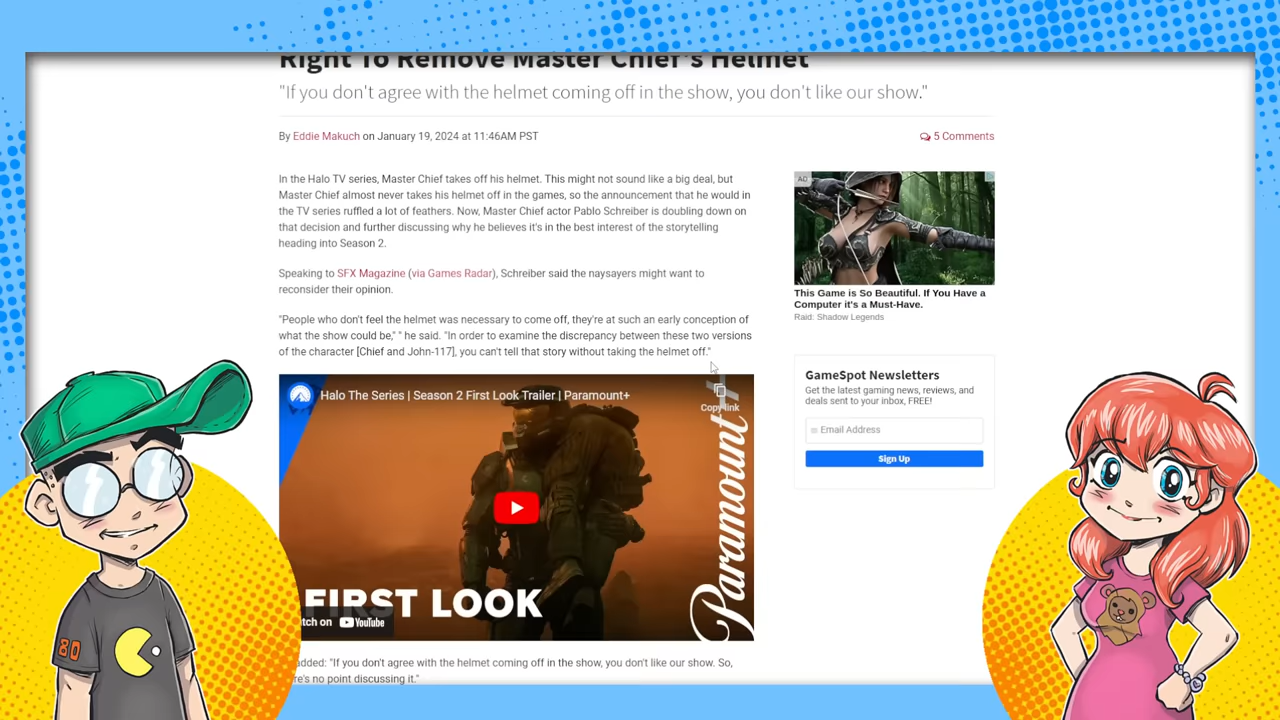 Right To Remove Master Chief's Helmet
"If you don't agree with the helmet coming off in the show, you don't like our show."
By Eddie Makuch on January 19, 2024 at 11:46AM PST
5 Comments
In the Halo TV series, Master Chief takes off his helmet. This might not sound like a big deal, but
Master Chief almost never takes his helmet off in the games, so the announcement that he would in
the TV series ruffled a lot of feathers. Now, Master Chief actor Pablo Schreiber is doubling down on
that decision and further discussing why he believes it's in the best interest of the storytelling
heading into Season 2.
Speaking to SFX Magazine (via Games Radar), Schreiber said the naysayers might want to
reconsider their opinion.
"People who don't feel the helmet was necessary to come off, they're at such an early conception of
what the show could be," " he said. "In order to examine the discrepancy between these two versions
of the character [Chief and John-117], you can't tell that story without taking the helmet off."
Halo The Series | Season 2 First Look Trailer | Paramount+
Copy link
Paramount+
FIRST LOOK
tch on YouTube
added: "If you don't agree with the helmet coming off in the show, you don't like our show. So,
re's no point discussing it."
AD
This Game is So Beautiful. If You Have a
Computer it's a Must-Have.
Raid: Shadow Legends
GameSpot Newsletters
Get the latest gaming news, reviews, and
deals sent to your inbox, FREE!
Email Address
Sign Up
80